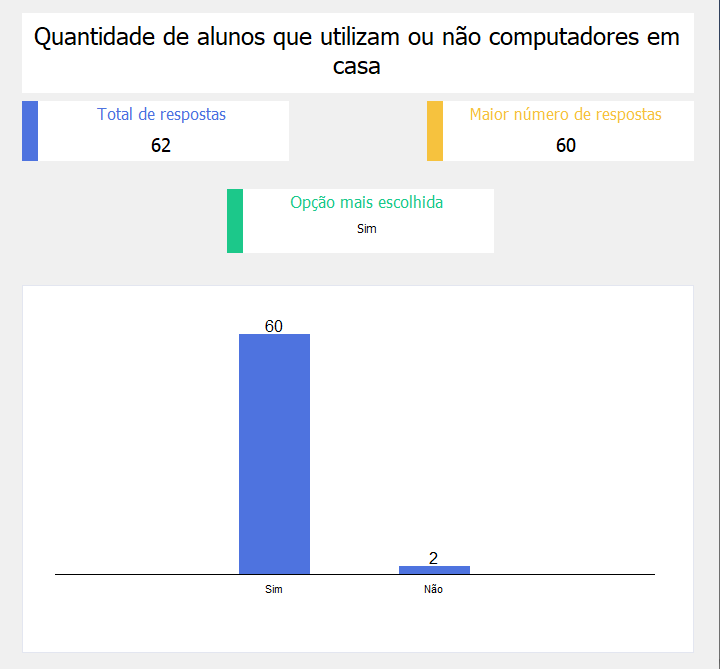 Quantidade de alunos que utilizam ou não computadores em
casa
Total de respostas
62
Maior número de respostas
60
Opção mais escolhida
Sim
60
2
Sim
Não